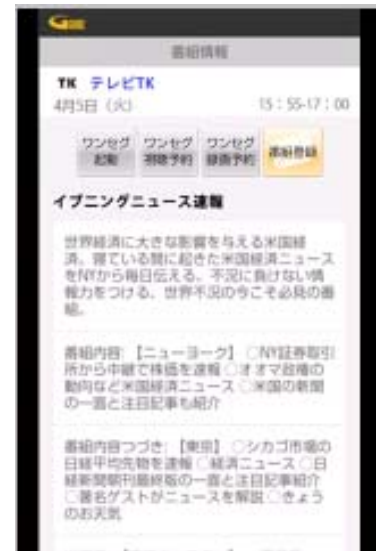 番組情報
TK テレビTK
4月5日（火） 15：55-17：00
ワンセグ
起動
ワンセグ
視聴予約
ワンセグ
録画予約
番組登録
イブニングニュース速報
世界経済に大きな影響を与える米国経
済。寝ている間に起きた米国経済ニュース
をNYから毎日伝える。不況に負けない情
報力をつける。世界不況の今こそ必見の番
組。
番組内容: 【ニューヨーク】 ○NY証券取引
所から中継で株価を速報○オオマ政権の
動向など米国経済ニュース○米国の新聞
の一面と注目記事も紹介
番組内容つづき: 【東京】 ○シカゴ市場の
日経平均先物を速報○経済ニュース○日
経新聞朝刊最終版の一面と注目記事紹介
○著名ゲストがニュースを解説○きょう
のお天気